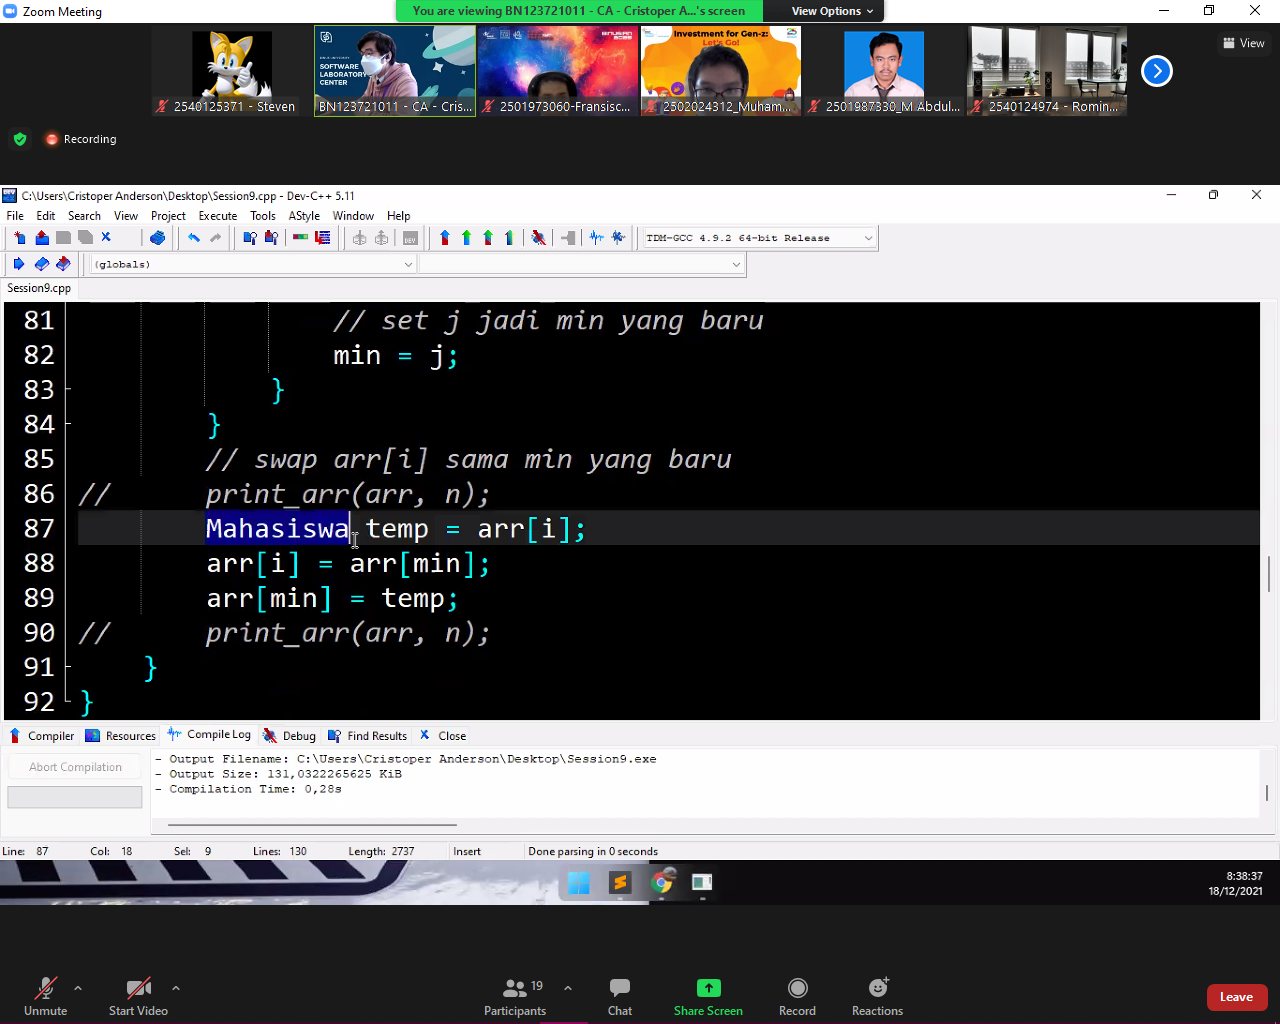 Zoom Meeting
You are viewing BN123721011 - CA - Cristoper A...'s screen
View Options
2540125371 - Steven
SOFTWARE
LABORATORY
CENTER
BN123721011 - CA - Cris...
2501973060-Fransisc...
Investment for Gen-z:
Let's Go!
2502024312_Muham...
2501987330_M Abdul...
2540124974 - Romin...
View
Recording
C:\Users\Cristoper Anderson\Desktop\Session9.cpp - Dev-C++ 5.11
File Edit Search View Project Execute Tools AStyle Window Help
TDM-GCC 4.9.2 64-bit Release
(globals)
Session9.cpp
81 // set j jadi min yang baru
82 min = j;
83 }
84 }
85 // swap arr[i] sama min yang baru
86 // print_arr(arr, n);
87 Mahasiswa temp = arr[i];
88 arr[i] = arr[min];
89 arr[min] = temp;
90 // print_arr(arr, n);
91 }
92 }
Compiler Resources Compile Log Debug Find Results Close
Abort Compilation
- Output Filename: C:\Users\Cristoper Anderson\Desktop\Session9.exe
- Output Size: 131,0322265625 KiB
- Compilation Time: 0,28s
Line: 87 Col: 18 Sel: 9 Lines: 130 Length: 2737 Insert Done parsing in 0 seconds
8:38:37
18/12/2021
Unmute
Start Video
Participants
19
Chat
Share Screen
Record
Reactions
Leave